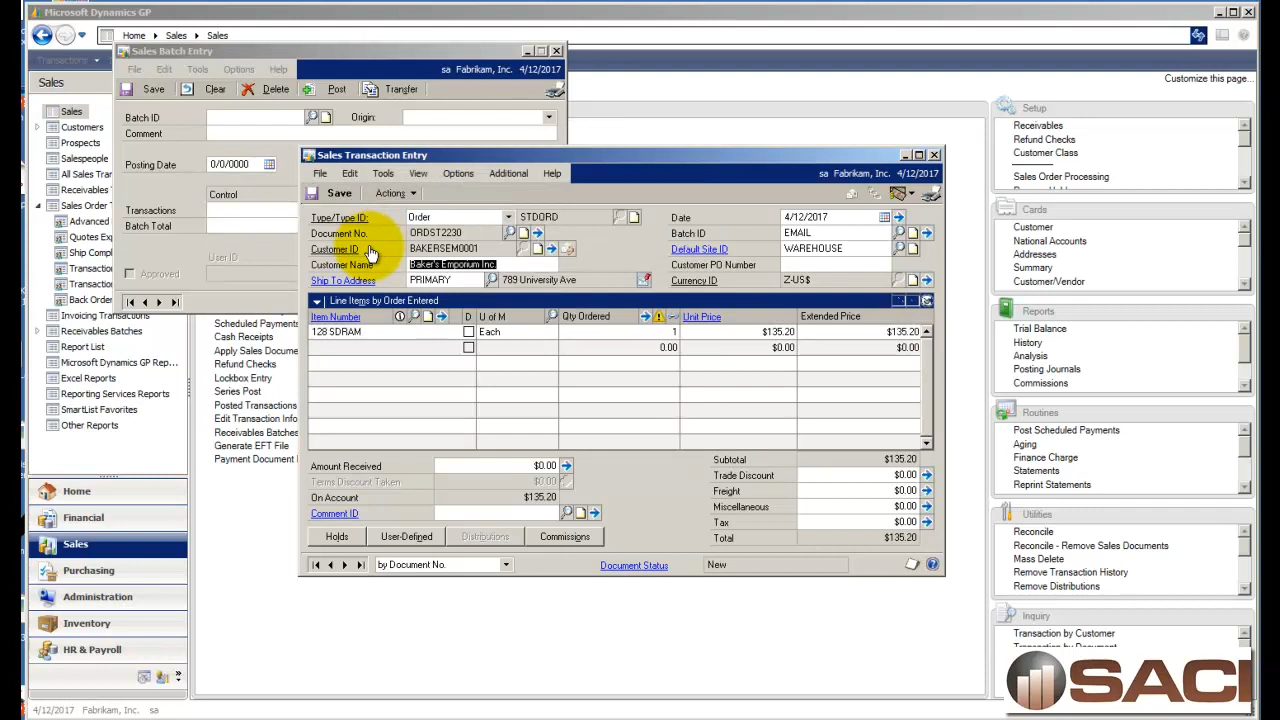 Microsoft Dynamics GP
Home
Sales
Sales
Transactions
Customize this page...
Sales
Sales
Customers
Prospects
Salespeople
All Sales Tran
Receivables T
Sales Order T
Advanced
Quotes Exp
Ship Compl
Transaction
Transaction
Back Order
Invoicing Transactions
Receivables Batches
Report List
Microsoft Dynamics GP Rep...
Excel Reports
Reporting Services Reports
SmartList Favorites
Other Reports
Home
Financial
Sales
Purchasing
Administration
Inventory
HR & Payroll
4/12/2017 Fabrikam, Inc. sa
Sales Batch Entry
File Edit Tools Options Help
sa Fabrikam, Inc. 4/12/2017
Save Clear Delete Post Transfer
Batch ID
Origin:
Comment
Posting Date
0/0/0000
Control
Transactions
Batch Total
User ID
Approved
Scheduled Payments
Cash Receipts
Apply Sales Docume
Refund Checks
Lockbox Entry
Series Post
Posted Transactions
Edit Transaction Info
Receivables Batches
Generate EFT File
Payment Document
Sales Transaction Entry
File Edit Tools View Options Additional Help
sa Fabrikam, Inc. 4/12/2017
Save Actions
Type/Type ID: Order STDORD
Date 4/12/2017
Document No. ORDST2230
Batch ID EMAIL
Customer ID BAKERSEM0001
Default Site ID WAREHOUSE
Customer Name Baker's Emporium Inc.
Customer PO Number
Ship To Address PRIMARY 789 University Ave
Currency ID Z-US$
Line Items by Order Entered
Item Number D U of M Qty Ordered Unit Price Extended Price
128 SDRAM Each 1 $135.20 $135.20
0.00 $0.00 $0.00
Amount Received $0.00
Terms Discount Taken $0.00
On Account $135.20
Comment ID
Subtotal $135.20
Trade Discount $0.00
Freight $0.00
Miscellaneous $0.00
Tax $0.00
Total $135.20
Holds User-Defined Distributions Commissions
by Document No.
Document Status New
Setup
Receivables
Refund Checks
Customer Class
Sales Order Processing
Cards
Customer
National Accounts
Addresses
Summary
Customer/Vendor
Reports
Trial Balance
History
Analysis
Posting Journals
Commissions
Routines
Post Scheduled Payments
Aging
Finance Charge
Statements
Reprint Statements
Utilities
Reconcile
Reconcile - Remove Sales Documents
Mass Delete
Remove Transaction History
Remove Distributions
Inquiry
Transaction by Customer
Transaction by Document
SACI